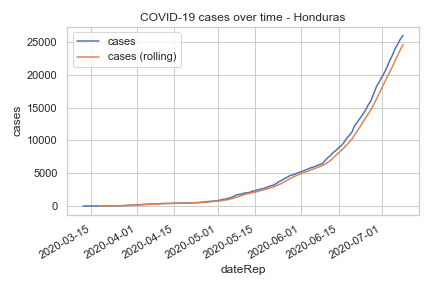 COVID-19 cases over time - Honduras
cases
cases (rolling)
25000
20000
15000
10000
5000
0
cases
2020-03-15
2020-04-01
2020-04-15
2020-05-01
2020-05-15
2020-06-01
2020-06-15
2020-07-01
dateRep